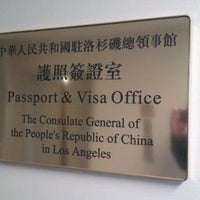 中華人民共和國駐洛杉磯總領事館
護照簽證室
Passport & Visa Office
The Consulate General of
the People's Republic of China
in Los Angeles